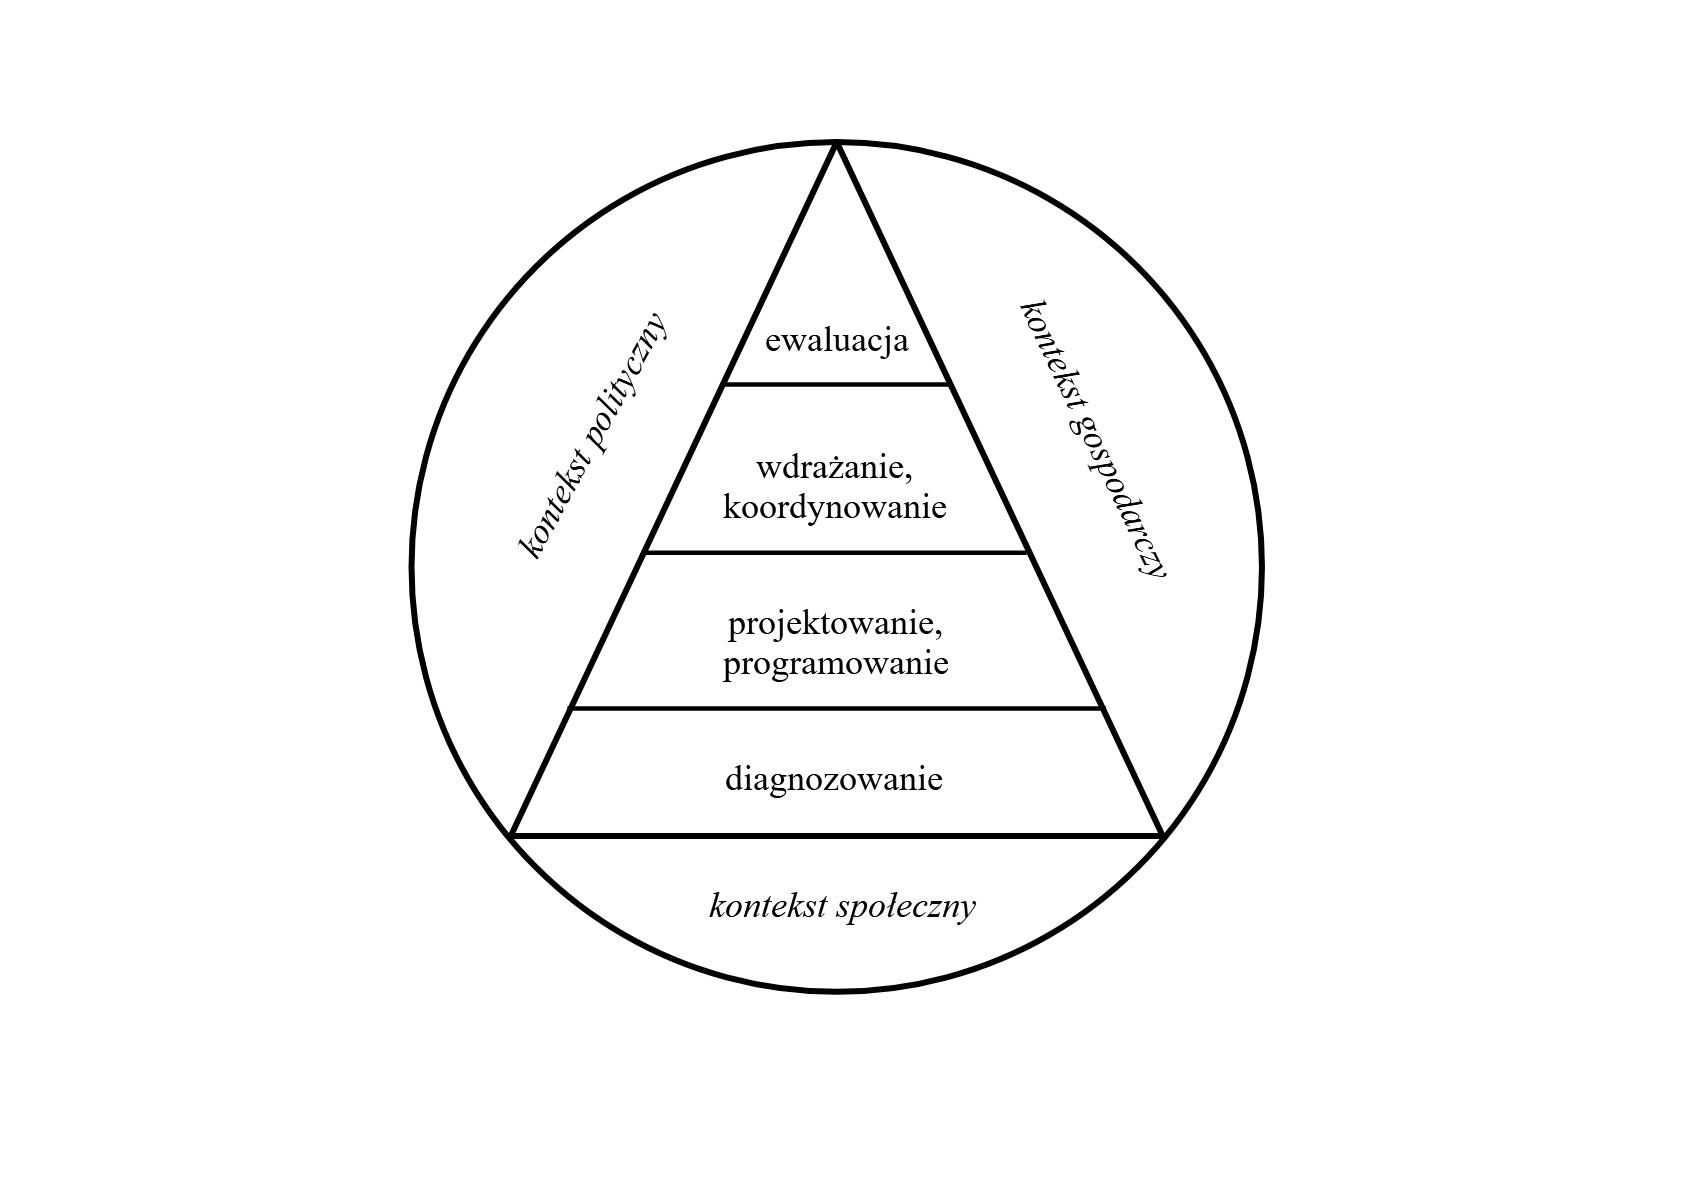 ewaluacja
kontekst polityczny
kontekst gospodarczy
wdrażanie,
koordynowanie
projektowanie,
programowanie
diagnozowanie
kontekst społeczny